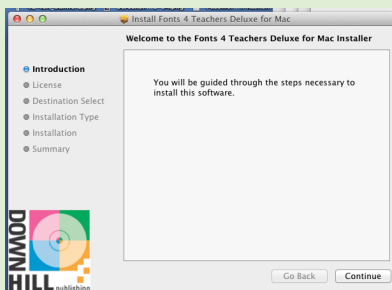 Install Fonts 4 Teachers Deluxe for Mac
Welcome to the Fonts 4 Teachers Deluxe for Mac Installer
Introduction
License
Destination Select
Installation Type
Installation
Summary
You will be guided through the steps necessary to
install this software.
DOWN
HILL publishing
Go Back
Continue